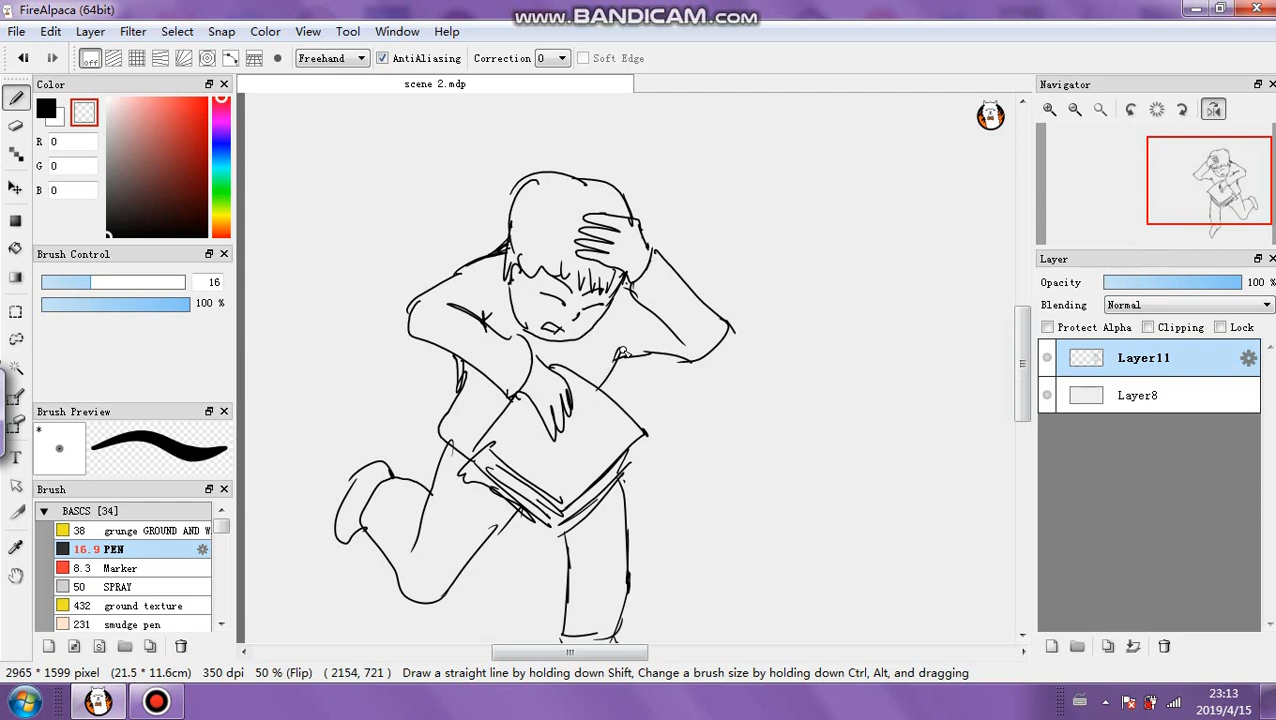 FireAlpaca (64bit)
www.BANDICAM.com
File Edit Layer Filter Select Snap Color View Tool Window Help
off Freehand AntiAliasing Correction 0 Soft Edge
scene 2.mdp
Color
R 0
G 0
B 0
Brush Control
16
100 %
Brush Preview
*
Brush
BASCS [34]
38 grunge GROUND AND W
16.9 PEN
8.3 Marker
50 SPRAY
432 ground texture
231 smudge pen
Navigator
Layer
Opacity 100 %
Blending Normal
Protect Alpha Clipping Lock
Layer11
Layer8
T
2965 * 1599 pixel (21.5 * 11.6cm) 350 dpi 50 % (Flip) ( 2154, 721 ) Draw a straight line by holding down Shift, Change a brush size by holding down Ctrl, Alt, and dragging
23:13
2019/4/15